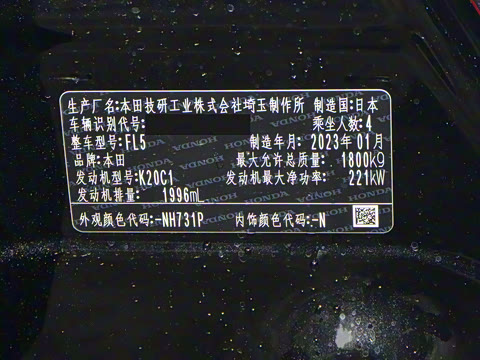 生产厂名:本田技研工业株式会社埼玉制作所 制造国:日本
车辆识别代号: 乘坐人数:4
整车型号:FL5 制造年月:2023年01月
品牌:本田 最大允许总质量:1800kg
发动机型号:K20C1 发动机最大净功率:221kW
发动机排量:1996mL
外观颜色代码:-NH731P 内饰颜色代码:-N